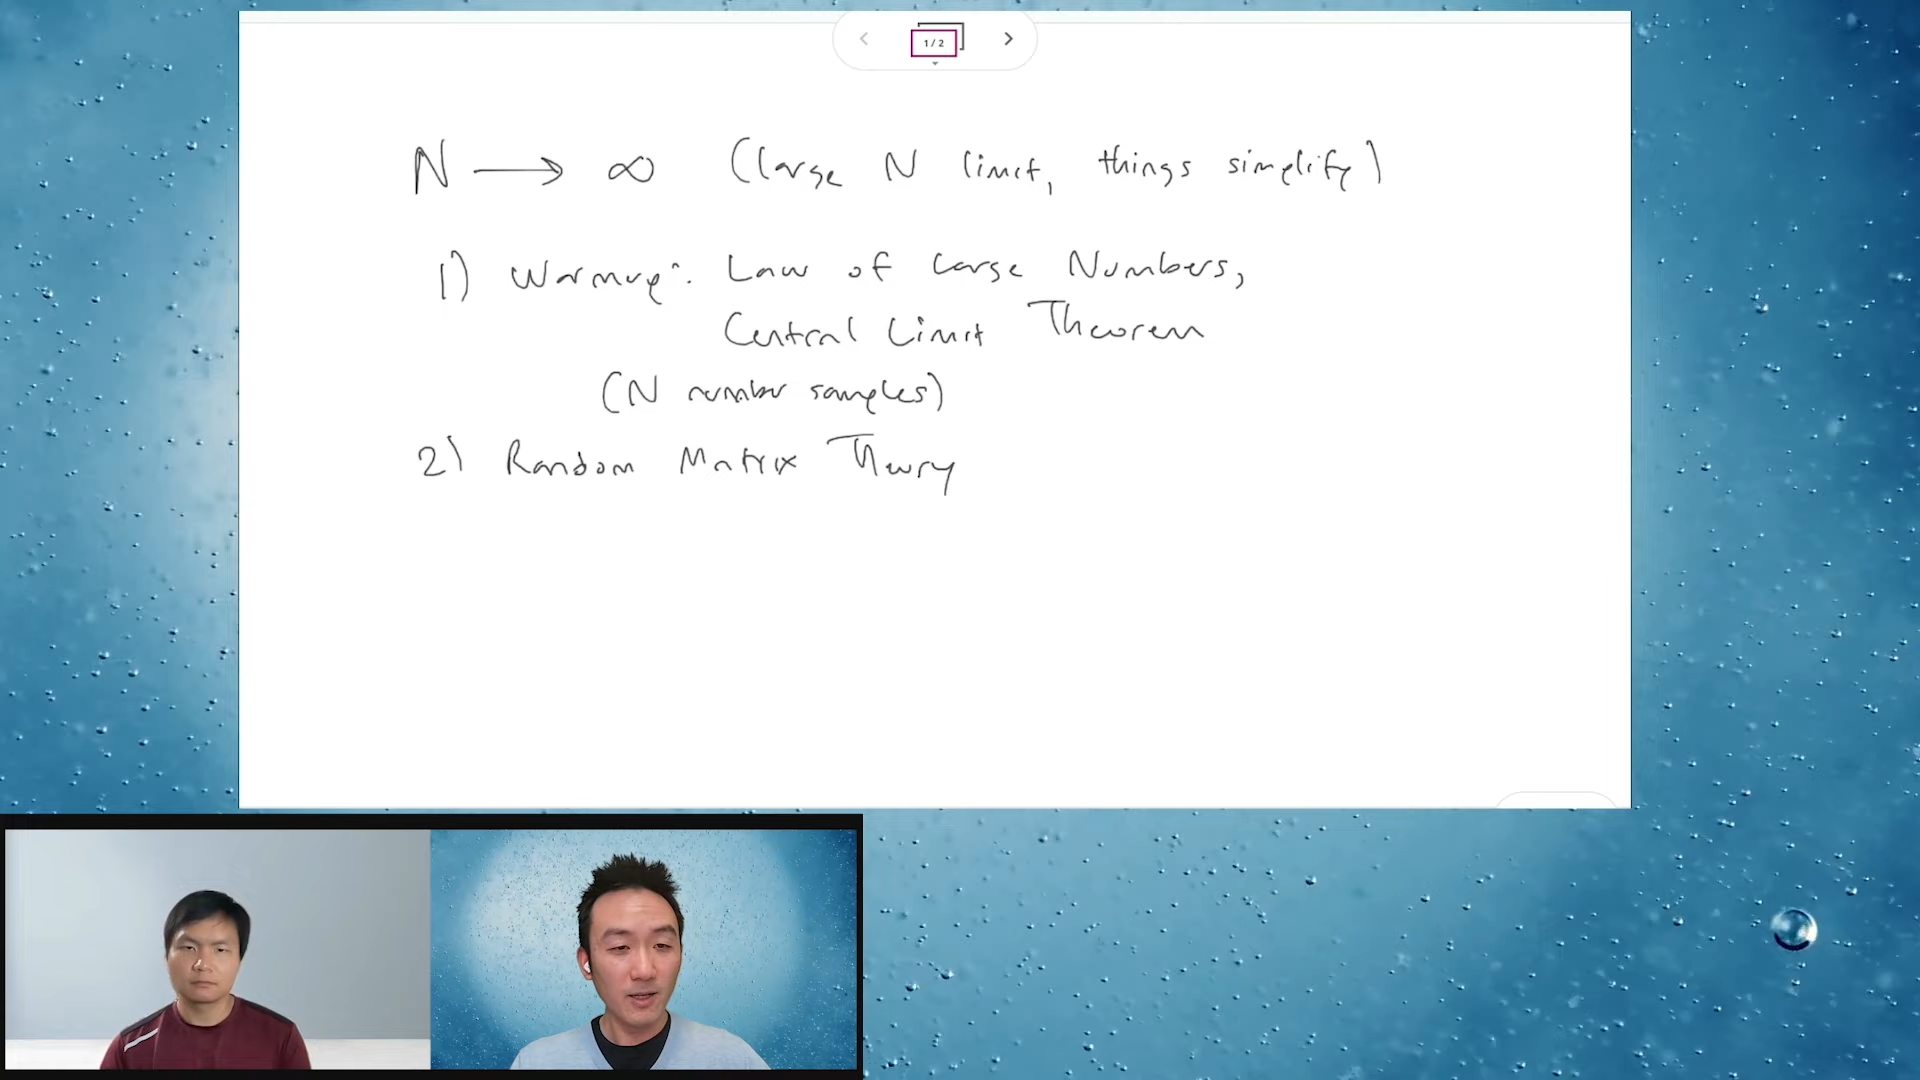 1/2
N → ∞ (large N limit, things simplify)
1) Warmup: Law of Large Numbers,
Central Limit Theorem
(N number samples)
2) Random Matrix Theory